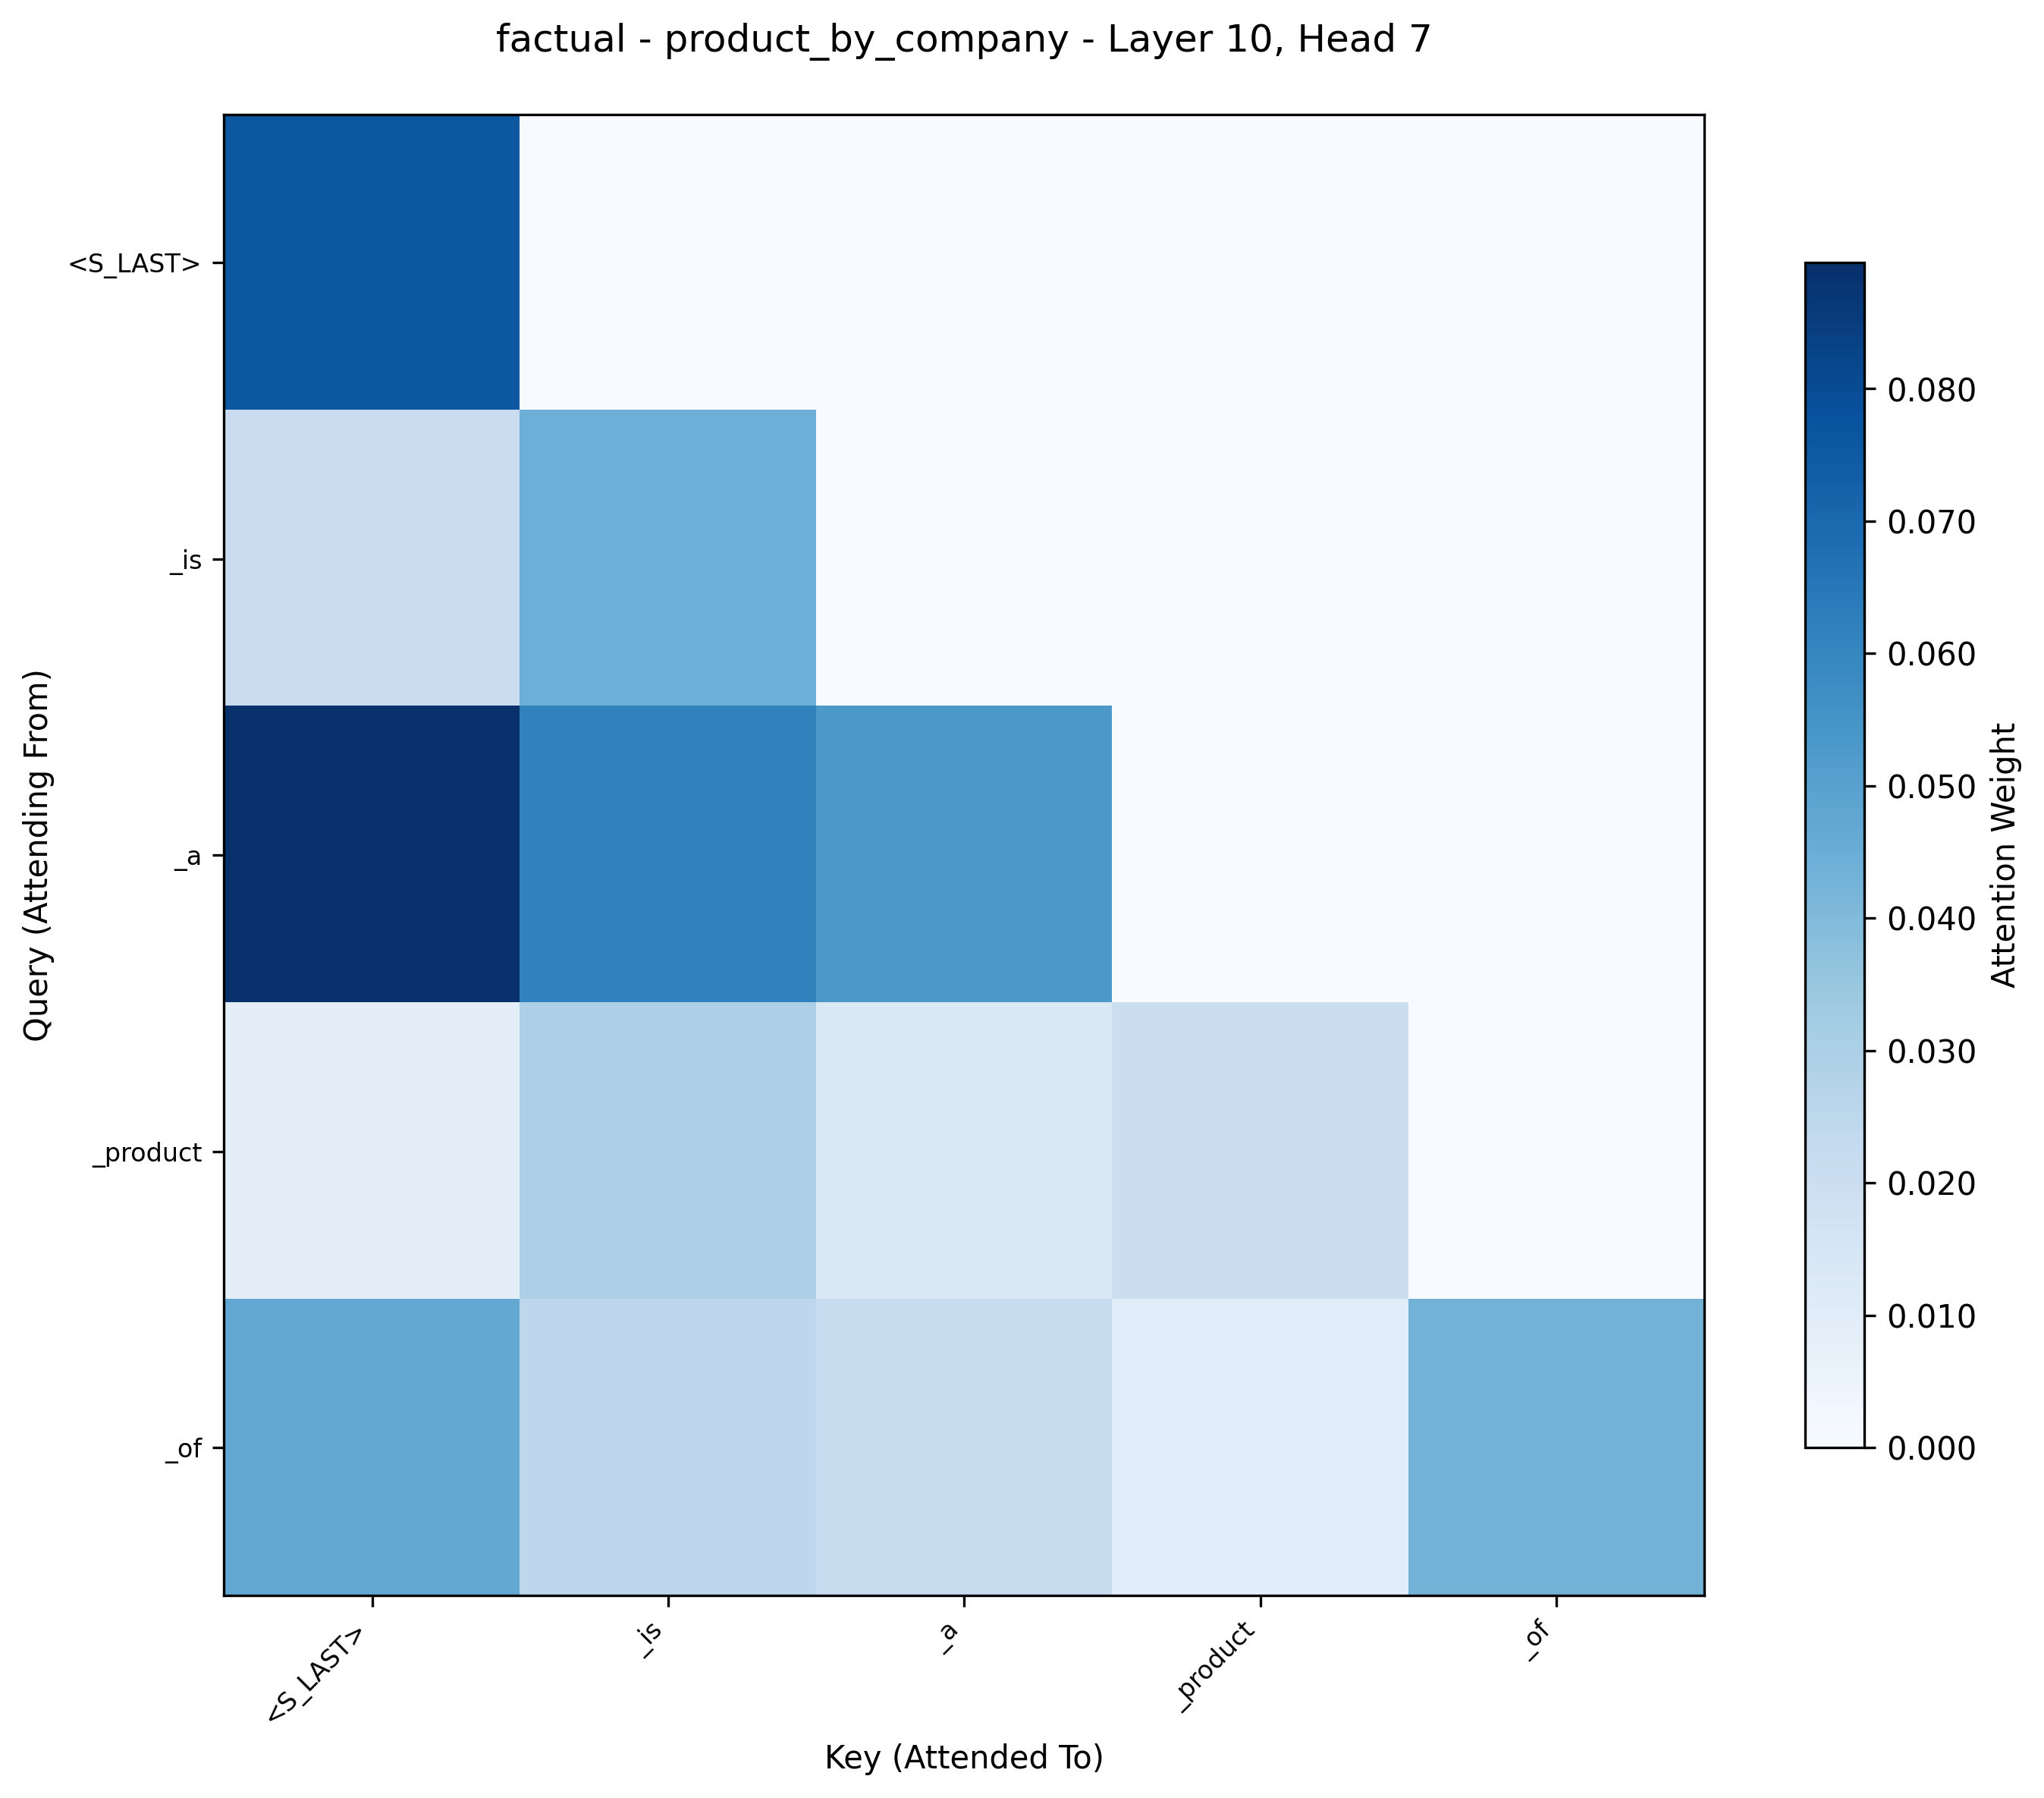 factual - product_by_company - Layer 10, Head 7
Query (Attending From)
<S_LAST>
_is
_a
_product
_of
<S_LAST>
_is
_a
_product
_of
Key (Attended To)
0.080
0.070
0.060
0.050
0.040
0.030
0.020
0.010
0.000
Attention Weight